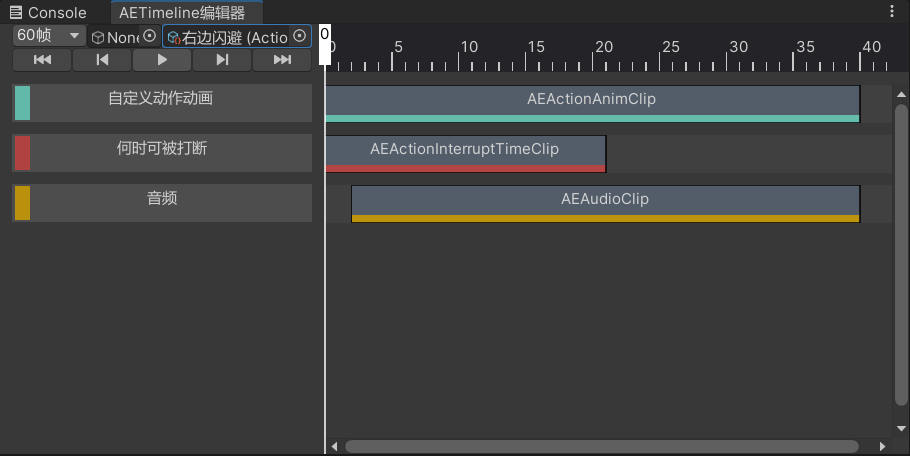 Console AETimeline编辑器
60帧 None 右边闪避 (Actio 0 0 5 10 15 20 25 30 35 40
自定义动作动画 AEActionAnimClip
何时可被打断 AEActionInterruptTimeClip
音频 AEAudioClip